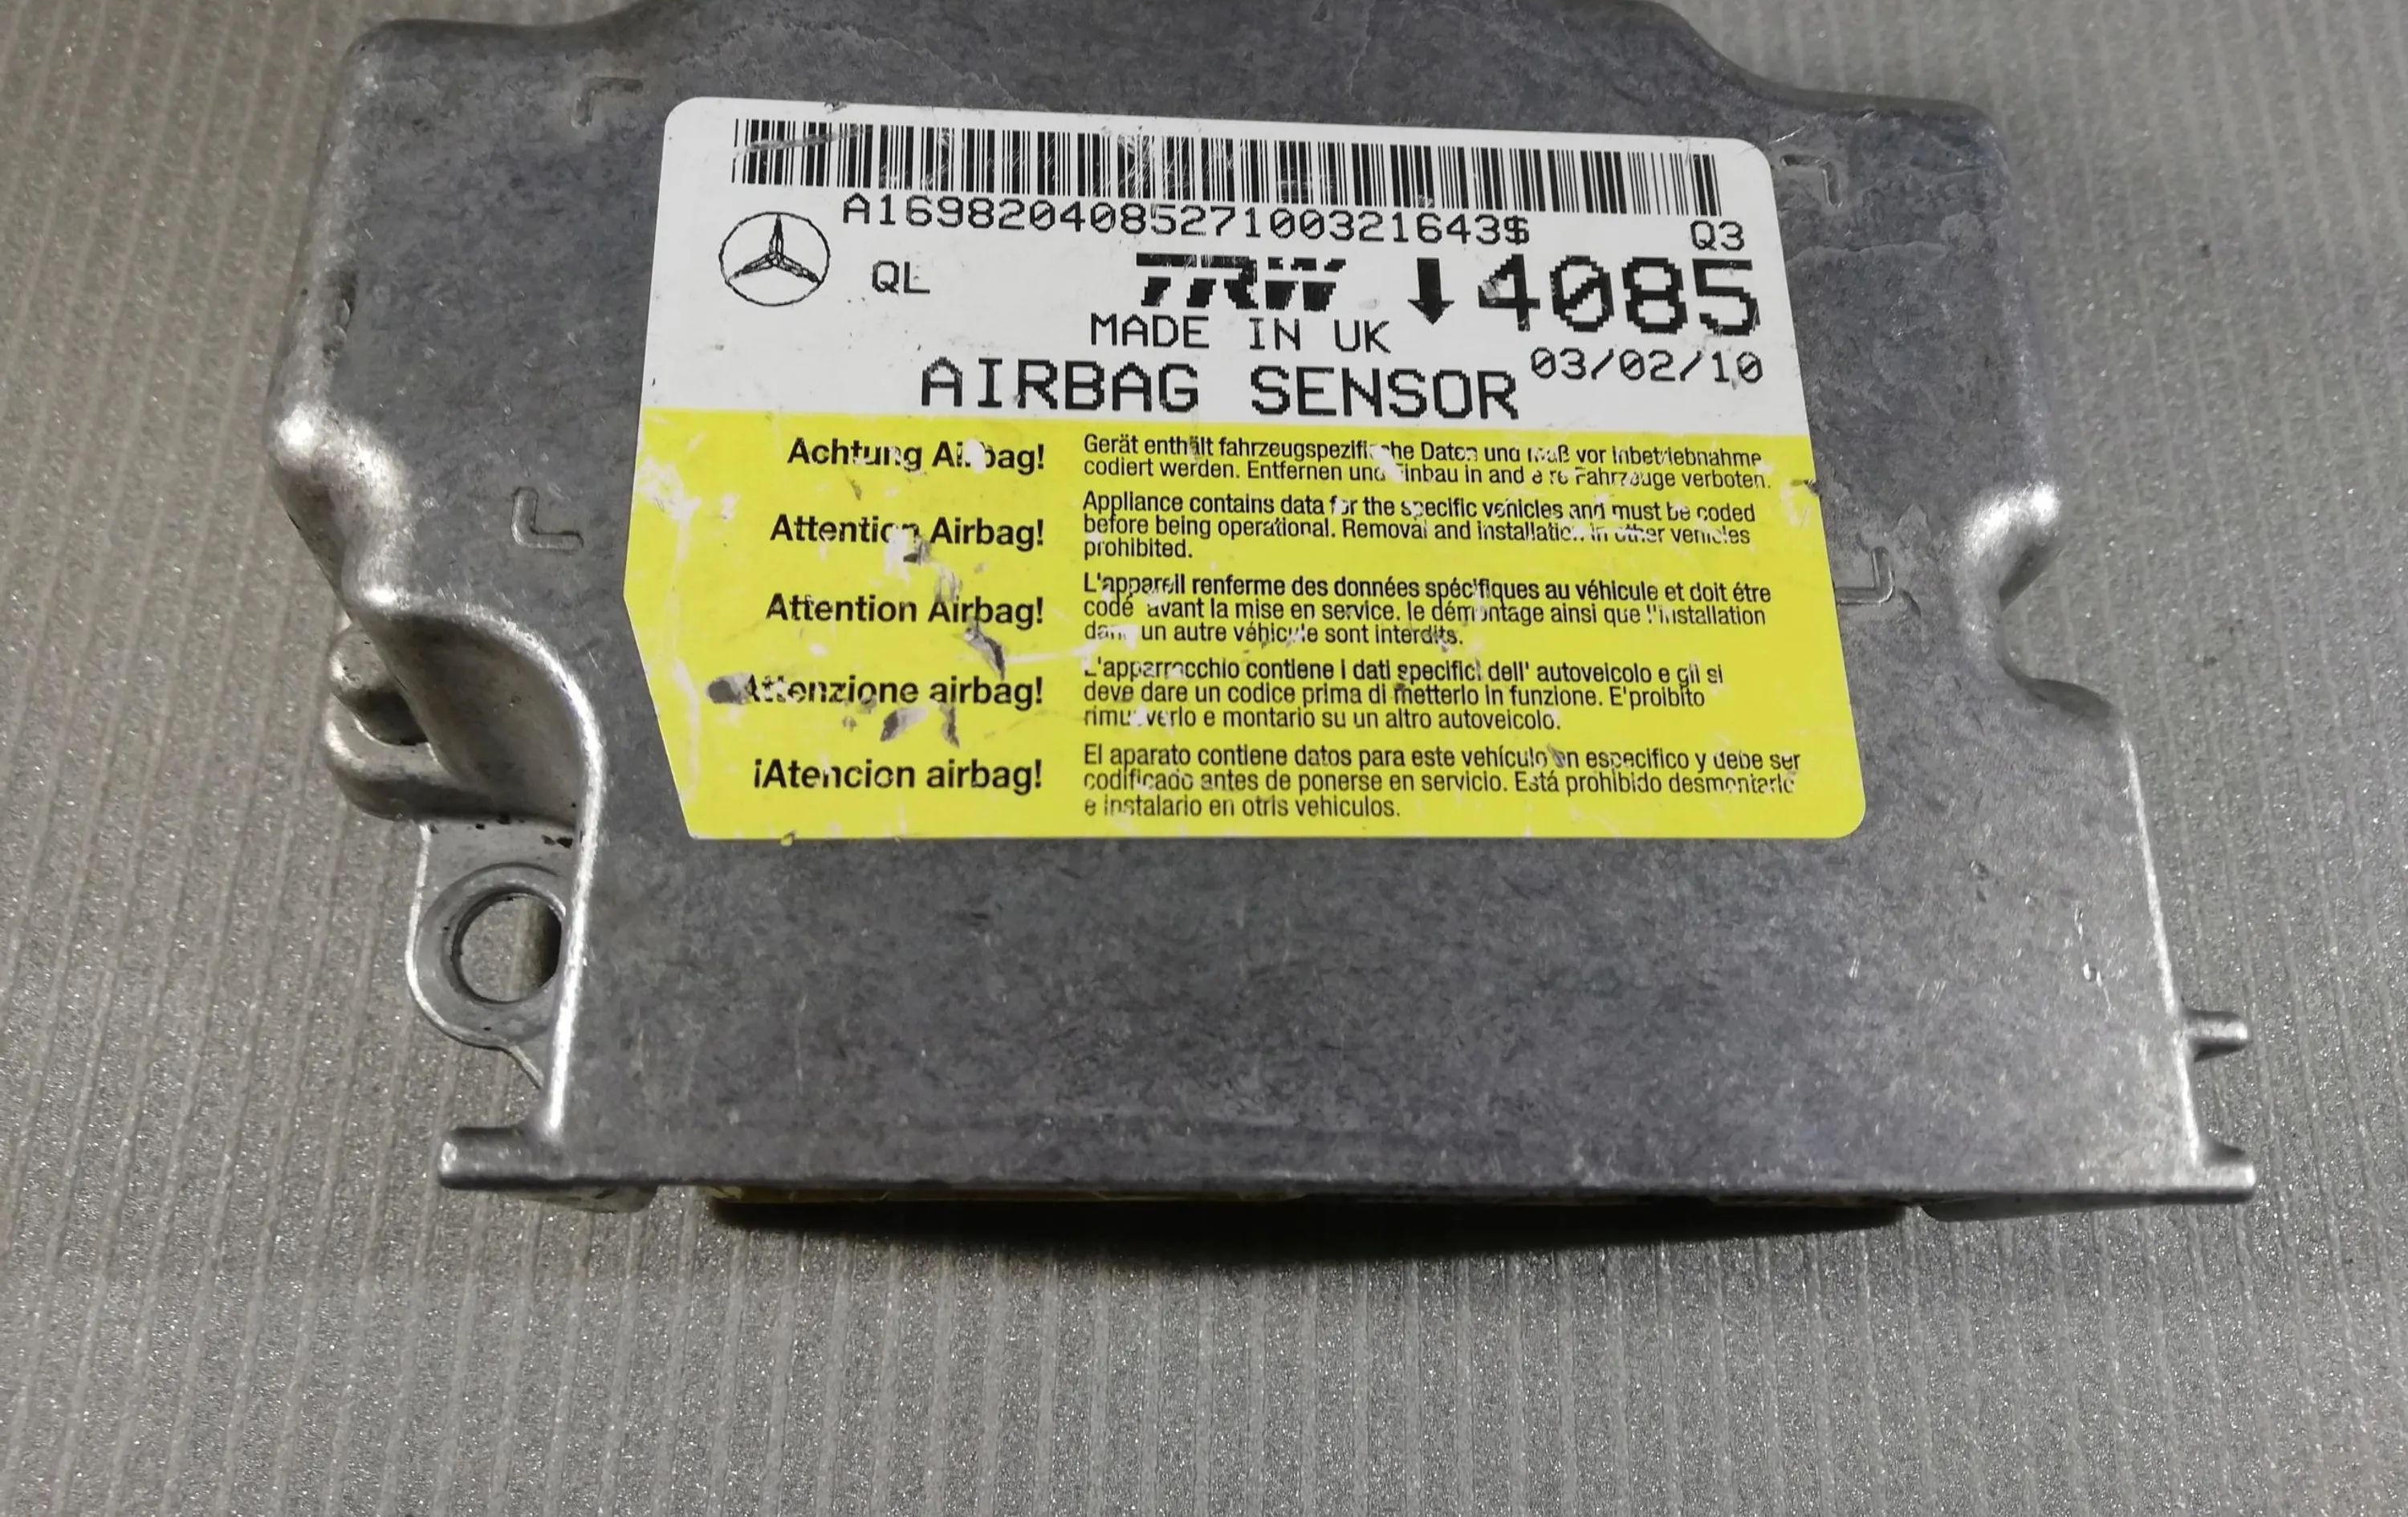 A169820408527100321643$ Q3
QL TRW 4085
MADE IN UK
AIRBAG SENSOR 03/02/10
Achtung Airbag!
Gerät enthält fahrzeugspezifische Daten und muß vor Inbetriebnahme
codiert werden. Entfernen und Einbau in and e re Fahrzeuge verboten.
Attention Airbag!
Appliance contains data for the specific vehicles and must be coded
before being operational. Removal and installation in other vehicles
prohibited.
Attention Airbag!
L'appareil renferme des données spécifiques au véhicule et doit étre
codé avant la mise en service. le démontage ainsi que l'installation
dans un autre véhicule sont interdits.
Attenzione airbag!
L'apparrecchio contiene i dati specifici dell' autoveicolo e gli si
deve dare un codice prima di metterlo in funzione. E'proibito
rimuoverlo e montario su un altro autoveicolo.
¡Atencion airbag!
El aparato contiene datos para este vehículo en especifico y debe ser
codificado antes de ponerse en servicio. Está prohibido desmontarlo
e instalario en otris vehiculos.